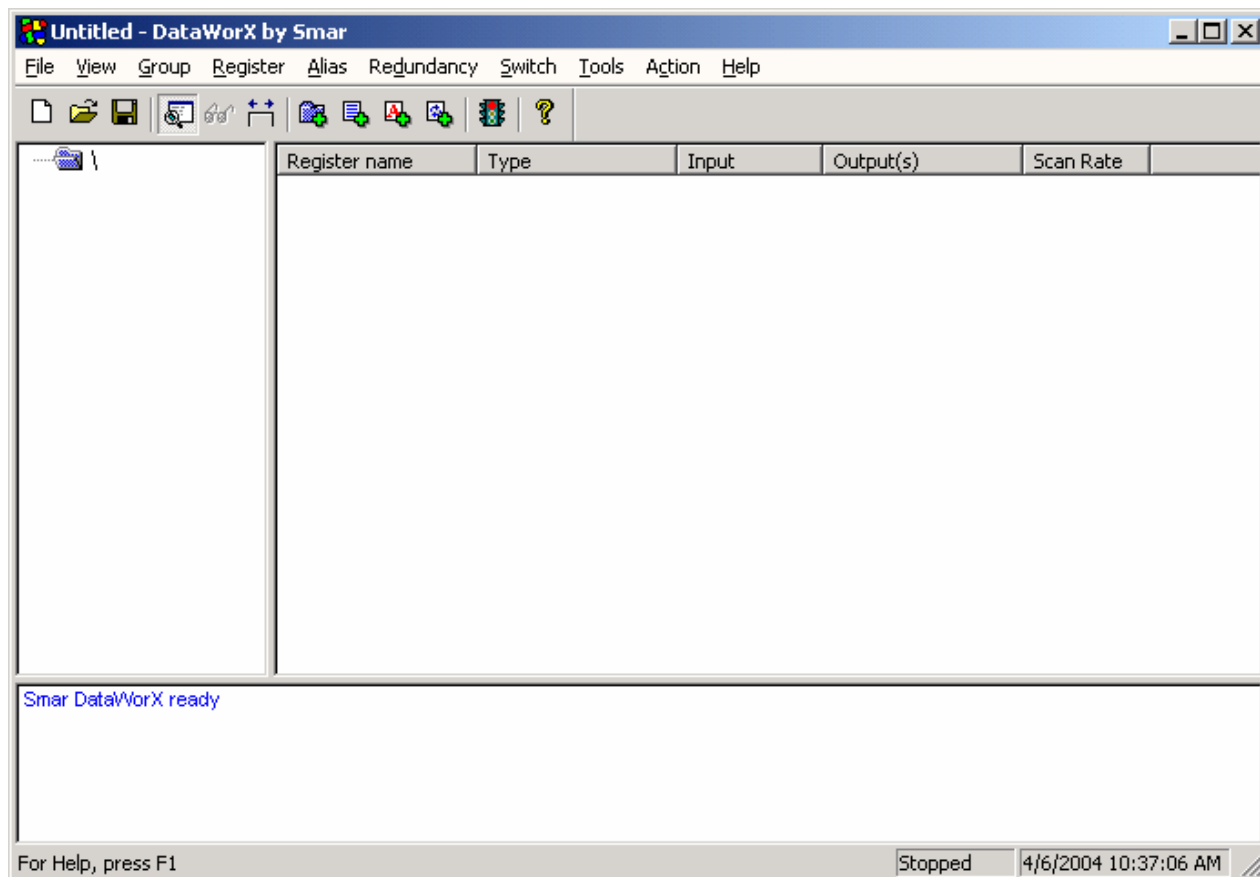 Untitled - DataWorX by Smar
File View Group Register Alias Redundancy Switch Tools Action Help
\
Register name Type Input Output(s) Scan Rate
Smar DataWorX ready
For Help, press F1 Stopped 4/6/2004 10:37:06 AM